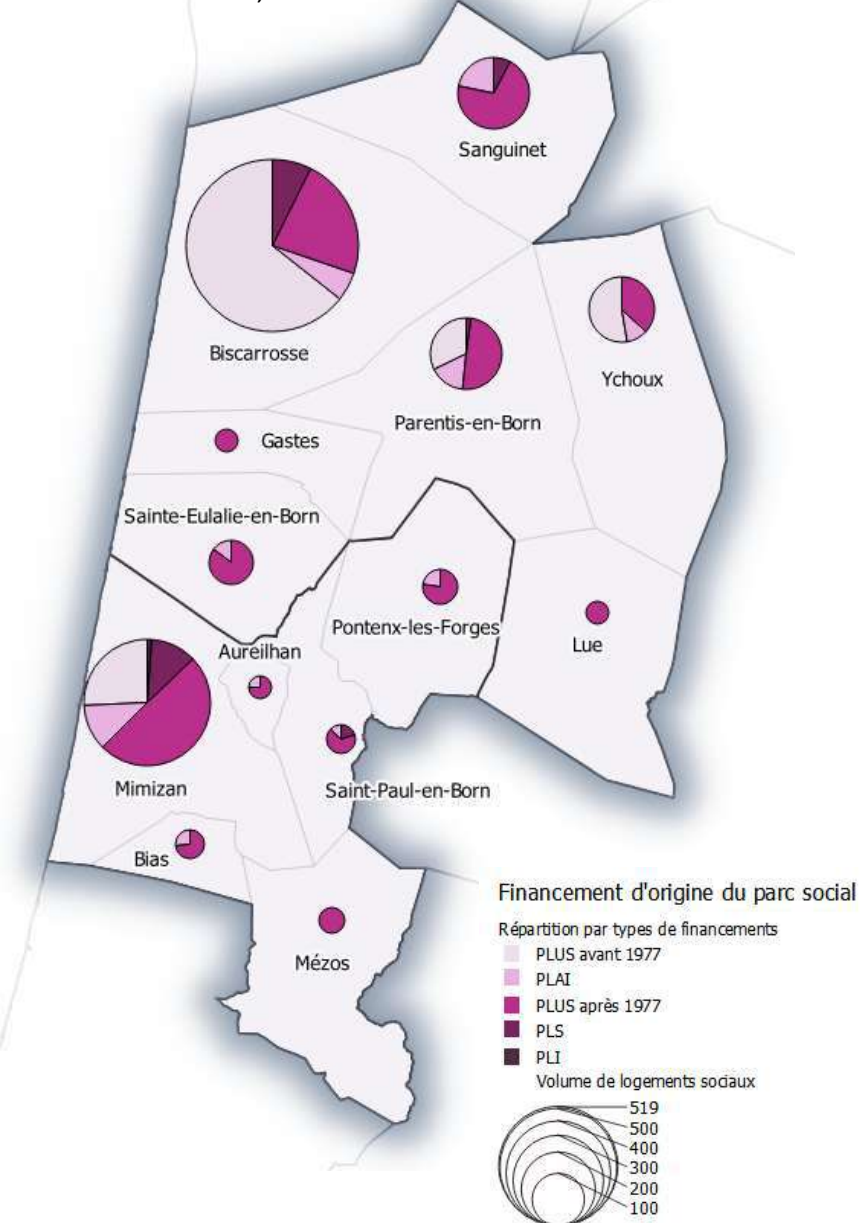 Sanguinet
Biscarrosse
Ychoux
Parentis-en-Born
Gastes
Sainte-Eulalie-en-Born
Pontenx-les-Forges
Lue
Aureilhan
Mimizan
Saint-Paul-en-Born
Bias
Mézos
Financement d'origine du parc social
Répartition par types de financements
PLUS avant 1977
PLAI
PLUS après 1977
PLS
PLI
Volume de logements sociaux
519
500
400
300
200
100